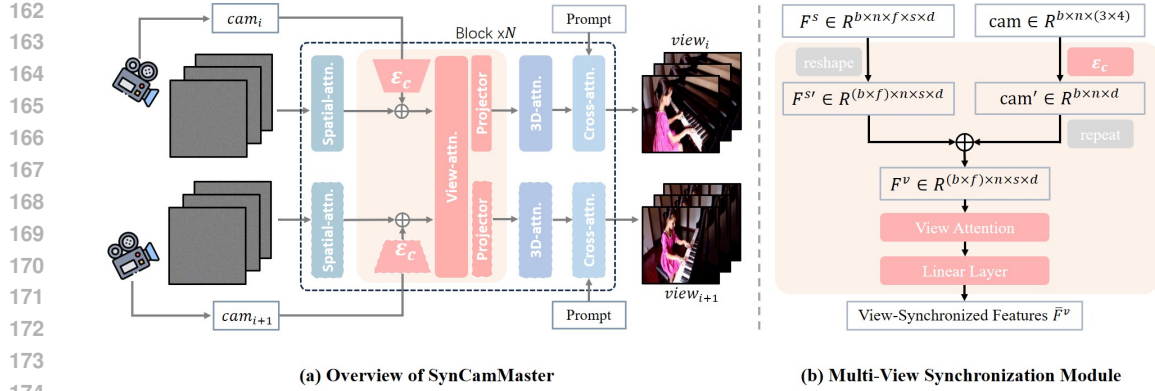 162
163
164
165
166
167
168
169
170
171
172
173
cam_i
Prompt
Block xN
view_i
Spatial-attn.
ε_c
View-attn.
Projector
3D-attn.
Cross-attn.
Spatial-attn.
ε_c
Projector
3D-attn.
Cross-attn.
view_{i+1}
cam_{i+1}
Prompt
(a) Overview of SynCamMaster
F^s ∈ R^{b×n×f×s×d}
cam ∈ R^{b×n×(3×4)}
reshape
ε_c
F^{s′} ∈ R^{(b×f)×n×s×d}
cam′ ∈ R^{b×n×d}
repeat
F^v ∈ R^{(b×f)×n×s×d}
View Attention
Linear Layer
View-Synchronized Features F̄^v
(b) Multi-View Synchronization Module